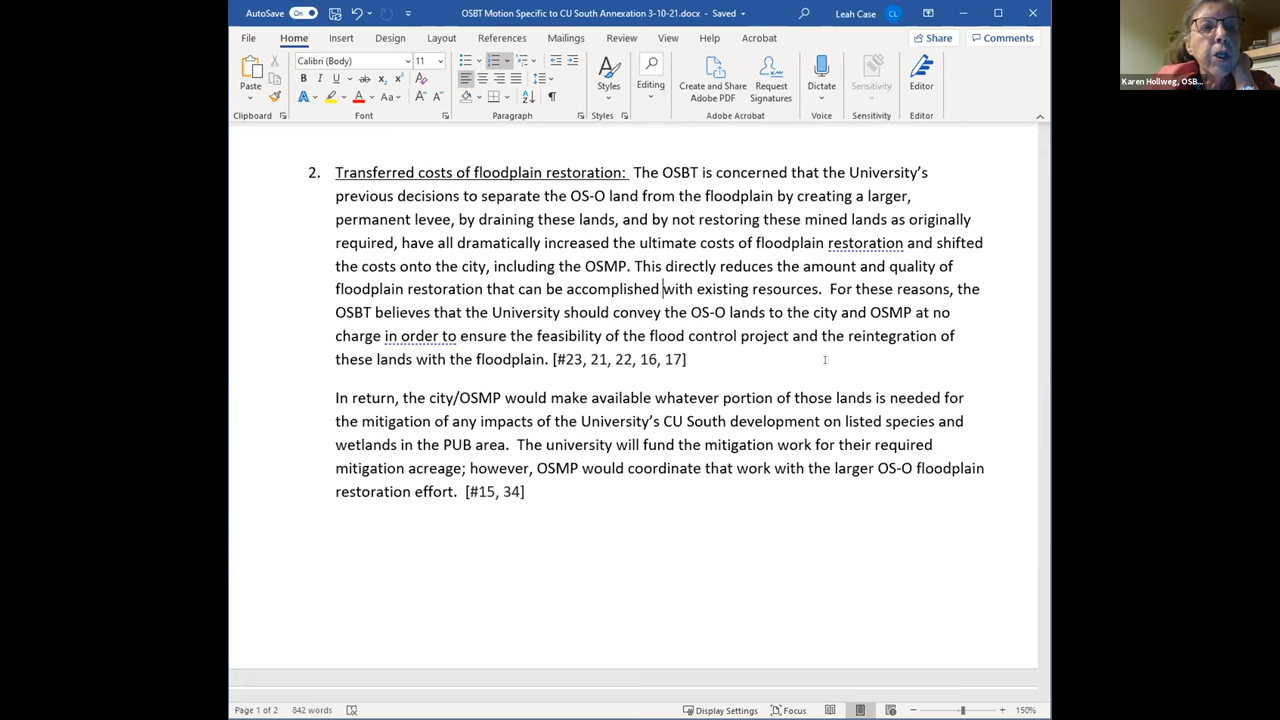 AutoSave On OSBT Motion Specific to CU South Annexation 3-10-21.docx - Saved Leah Case CL
File Home Insert Design Layout References Mailings Review View Help Acrobat Share Comments
Calibri (Body) 11
Paste Styles Editing Create and Share Adobe PDF Request Signatures Dictate Sensitivity Editor
Clipboard Font Paragraph Styles Adobe Acrobat Voice Sensitivity Editor
Karen Hollweg, OSB...
2. Transferred costs of floodplain restoration: The OSBT is concerned that the University's
previous decisions to separate the OS-O land from the floodplain by creating a larger,
permanent levee, by draining these lands, and by not restoring these mined lands as originally
required, have all dramatically increased the ultimate costs of floodplain restoration and shifted
the costs onto the city, including the OSMP. This directly reduces the amount and quality of
floodplain restoration that can be accomplished with existing resources. For these reasons, the
OSBT believes that the University should convey the OS-O lands to the city and OSMP at no
charge in order to ensure the feasibility of the flood control project and the reintegration of
these lands with the floodplain. [#23, 21, 22, 16, 17]
In return, the city/OSMP would make available whatever portion of those lands is needed for
the mitigation of any impacts of the University's CU South development on listed species and
wetlands in the PUB area. The university will fund the mitigation work for their required
mitigation acreage; however, OSMP would coordinate that work with the larger OS-O floodplain
restoration effort. [#15, 34]
Page 1 of 2 842 words Display Settings Focus 150%